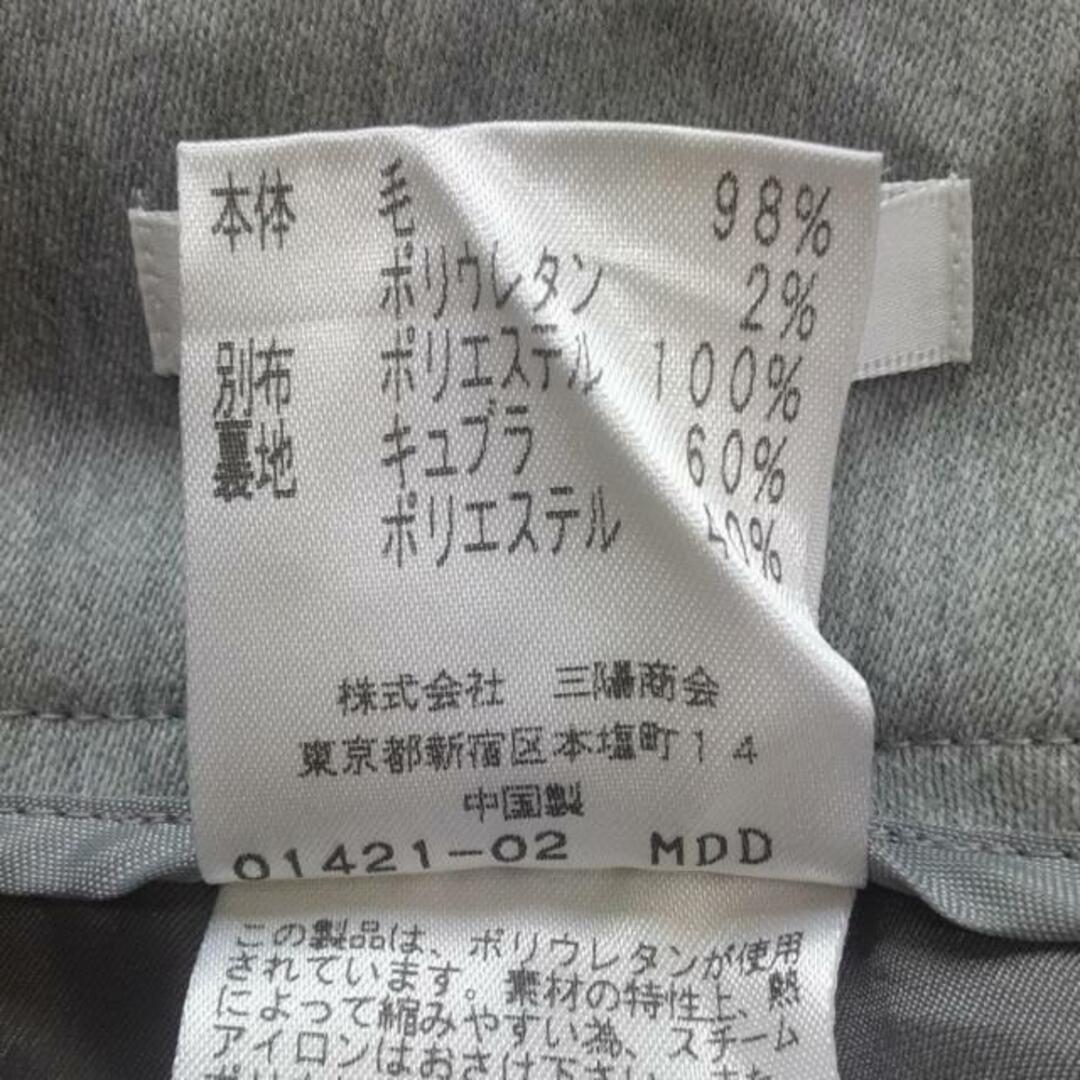 本体 毛 98%
ポリウレタン 2%
別布 ポリエステル 100%
裏地 キュプラ 60%
ポリエステル 40%
株式会社 三陽商会
東京都新宿区本塩町14
中国製
01421-02 MDD
この製品は、ポリウレタンが使用
されています。素材の特性上、熱
によって縮みやすい為、スチーム
アイロンはおさけ下さい。また